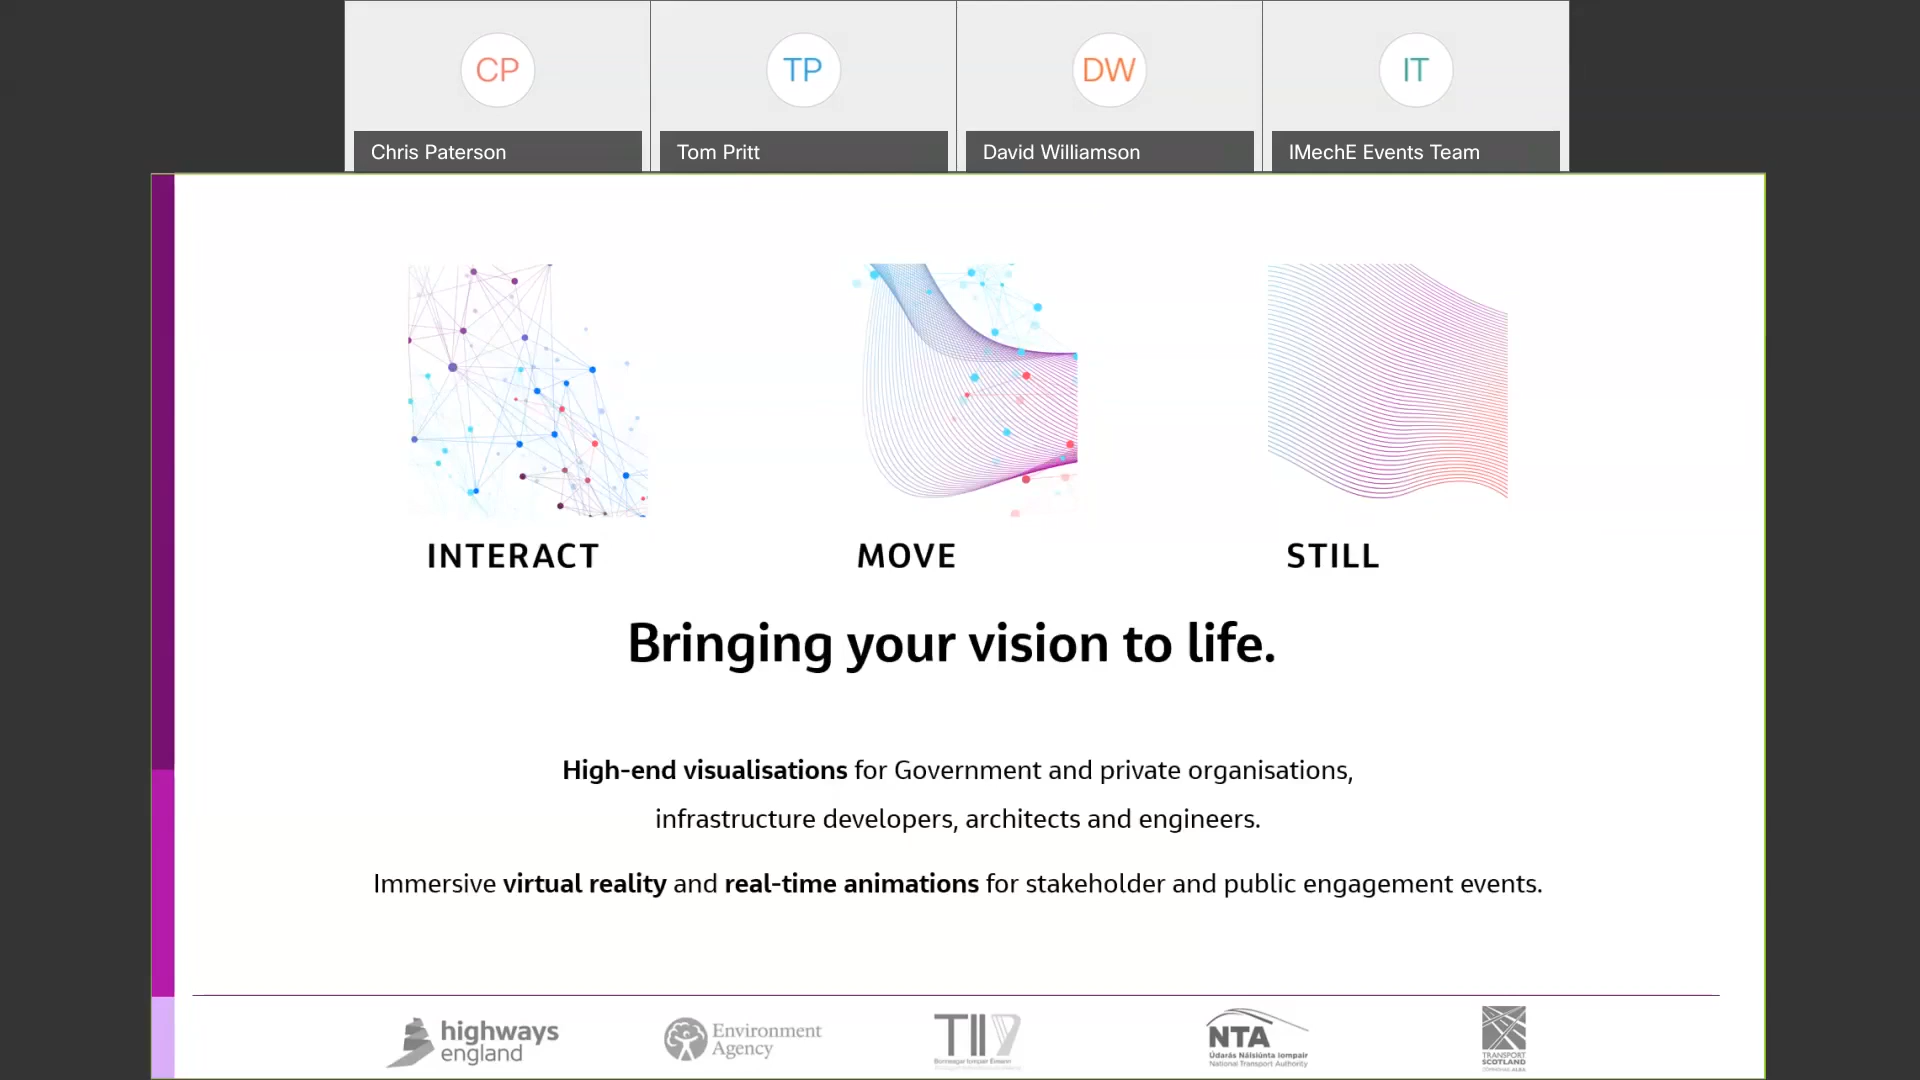 CP
TP
DW
IT
Chris Paterson
Tom Pritt
David Williamson
IMechE Events Team
INTERACT
MOVE
STILL
Bringing your vision to life.
High-end visualisations for Government and private organisations,
infrastructure developers, architects and engineers.
Immersive virtual reality and real-time animations for stakeholder and public engagement events.
highways
england
Environment
Agency
TII
Bonneagar Iompair Éireann
NTA
Údarás Náisiúnta Iompair
National Transport Authority
TRANSPORT
SCOTLAND